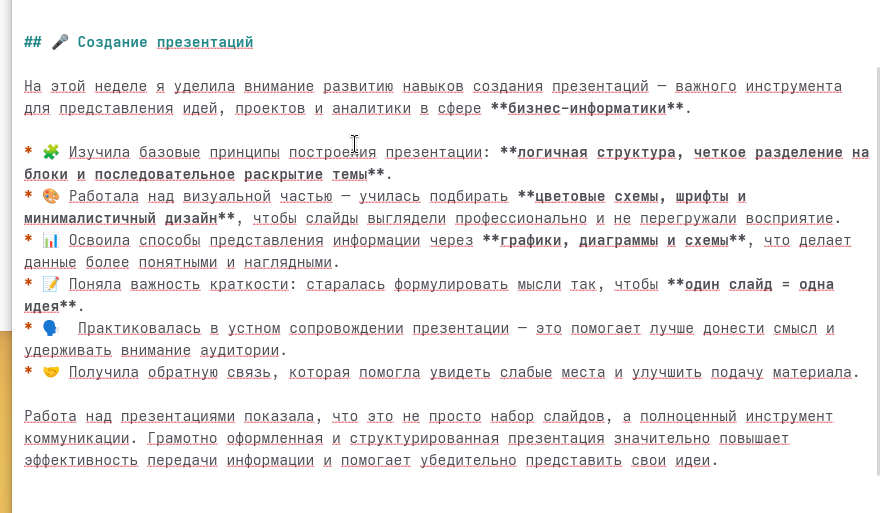 ## 🎤 Создание презентаций
На этой неделе я уделила внимание развитию навыков создания презентаций — важного инструмента
для представления идей, проектов и аналитики в сфере **бизнес-информатики**.
* 🧩 Изучила базовые принципы построения презентации: **логичная структура, четкое разделение на
блоки и последовательное раскрытие темы**.
* 🎨 Работала над визуальной частью — училась подбирать **цветовые схемы, шрифты и
минималистичный дизайн**, чтобы слайды выглядели профессионально и не перегружали восприятие.
* 📊 Освоила способы представления информации через **графики, диаграммы и схемы**, что делает
данные более понятными и наглядными.
* 📝 Поняла важность краткости: старалась формулировать мысли так, чтобы **один слайд = одна
идея**.
* 🗣️ Практиковалась в устном сопровождении презентации — это помогает лучше донести смысл и
удерживать внимание аудитории.
* 🤝 Получила обратную связь, которая помогла увидеть слабые места и улучшить подачу материала.
Работа над презентациями показала, что это не просто набор слайдов, а полноценный инструмент
коммуникации. Грамотно оформленная и структурированная презентация значительно повышает
эффективность передачи информации и помогает убедительно представить свои идеи.